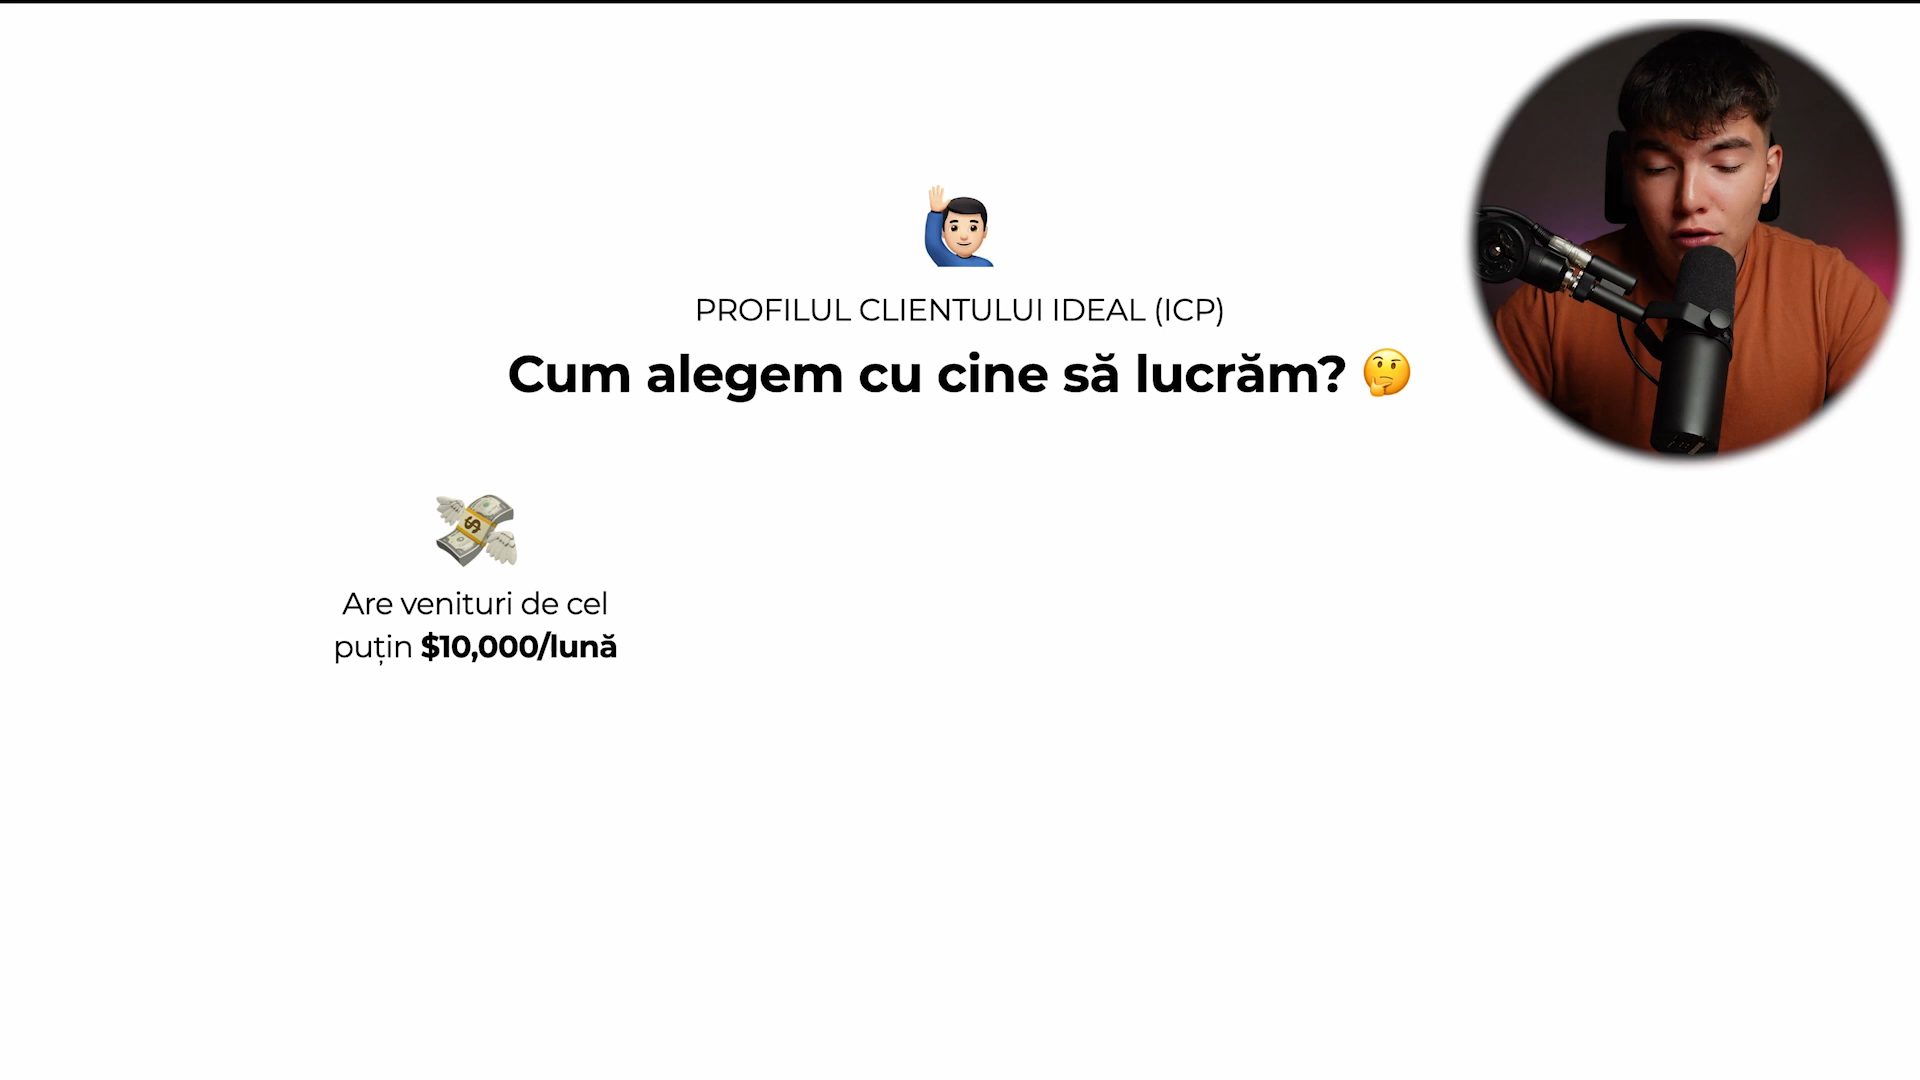 PROFILUL CLIENTULUI IDEAL (ICP)
Cum alegem cu cine să lucrăm? 🤔
Are venituri de cel
puțin $10,000/lună